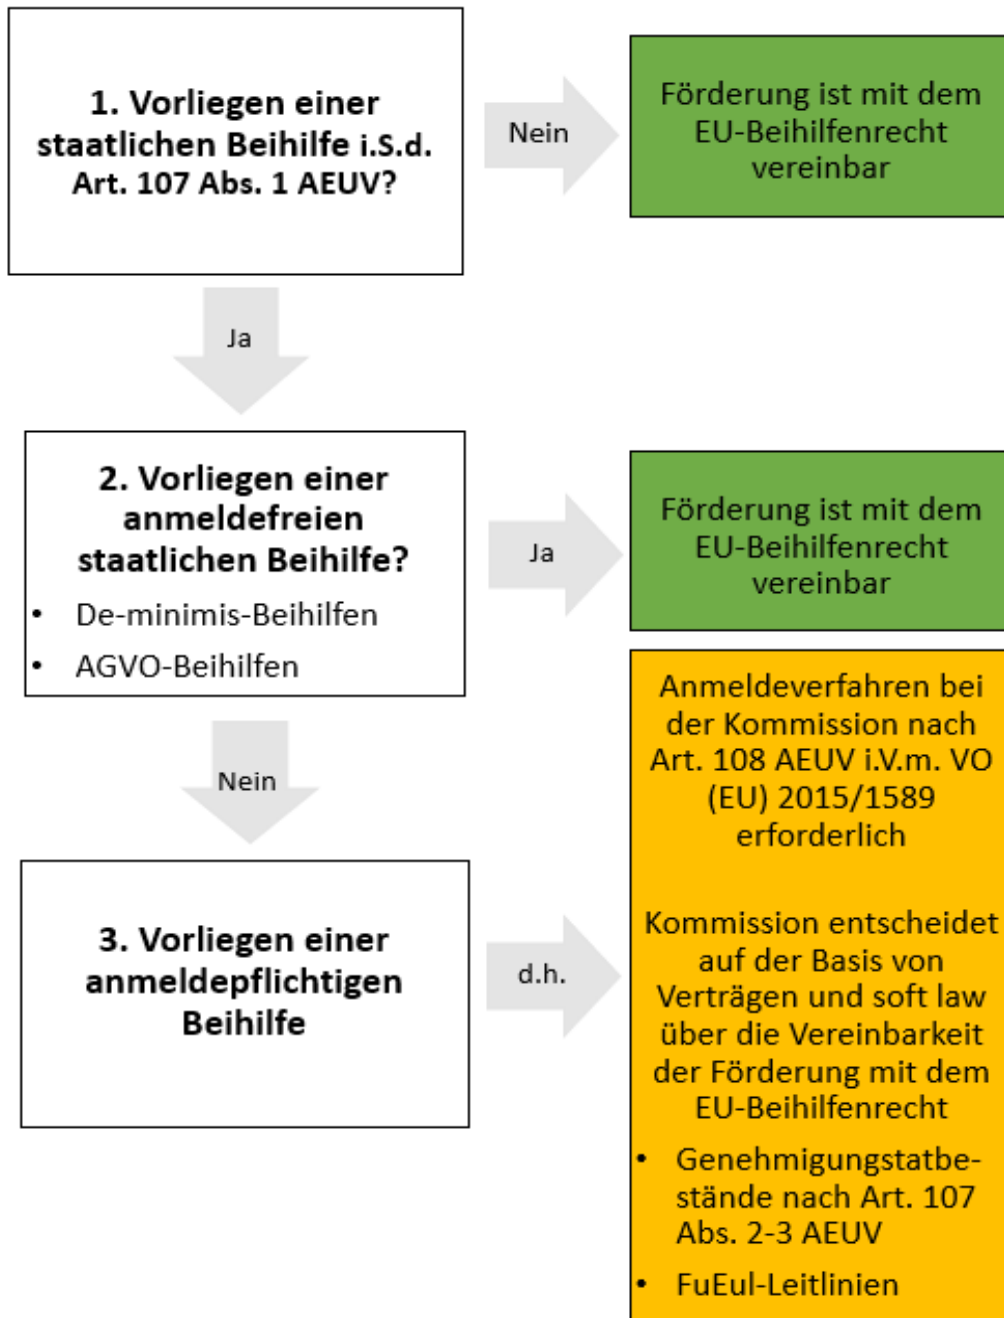 1. Vorliegen einer
staatlichen Beihilfe i.S.d.
Art. 107 Abs. 1 AEUV?
Nein
Förderung ist mit dem
EU-Beihilfenrecht
vereinbar
Ja
2. Vorliegen einer
anmeldefreien
staatlichen Beihilfe?
• De-minimis-Beihilfen
• AGVO-Beihilfen
Ja
Förderung ist mit dem
EU-Beihilfenrecht
vereinbar
Nein
3. Vorliegen einer
anmeldepflichtigen
Beihilfe
d.h.
Anmeldeverfahren bei
der Kommission nach
Art. 108 AEUV i.V.m. VO
(EU) 2015/1589
erforderlich
Kommission entscheidet
auf der Basis von
Verträgen und soft law
über die Vereinbarkeit
der Förderung mit dem
EU-Beihilfenrecht
• Genehmigungstatbe-
stände nach Art. 107
Abs. 2-3 AEUV
• FuEuI-Leitlinien